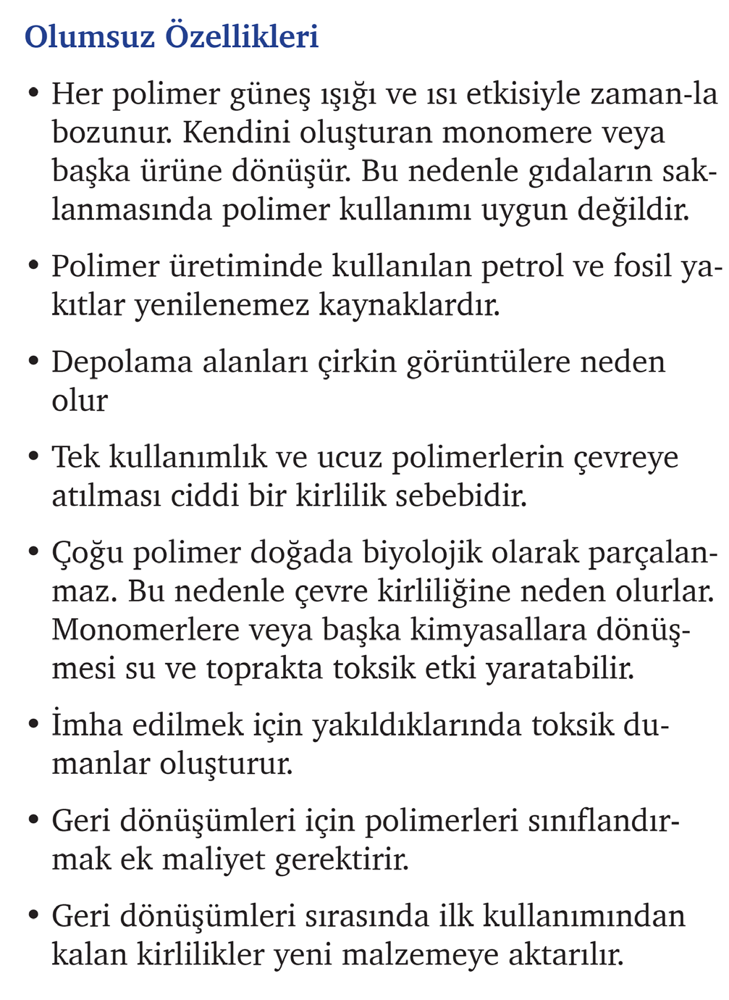 Olumsuz Özellikleri
• Her polimer güneş ışığı ve ısı etkisiyle zaman-la
bozunur. Kendini oluşturan monomere veya
başka ürüne dönüşür. Bu nedenle gıdaların sak-
lanmasında polimer kullanımı uygun değildir.
• Polimer üretiminde kullanılan petrol ve fosil ya-
kıtlar yenilenemez kaynaklardır.
• Depolama alanları çirkin görüntülere neden
olur
• Tek kullanımlık ve ucuz polimerlerin çevreye
atılması ciddi bir kirlilik sebebidir.
• Çoğu polimer doğada biyolojik olarak parçalan-
maz. Bu nedenle çevre kirliliğine neden olurlar.
Monomerlere veya başka kimyasallara dönüş-
mesi su ve toprakta toksik etki yaratabilir.
• İmha edilmek için yakıldıklarında toksik du-
manlar oluşturur.
• Geri dönüşümleri için polimerleri sınıflandır-
mak ek maliyet gerektirir.
• Geri dönüşümleri sırasında ilk kullanımından
kalan kirlilikler yeni malzemeye aktarılır.